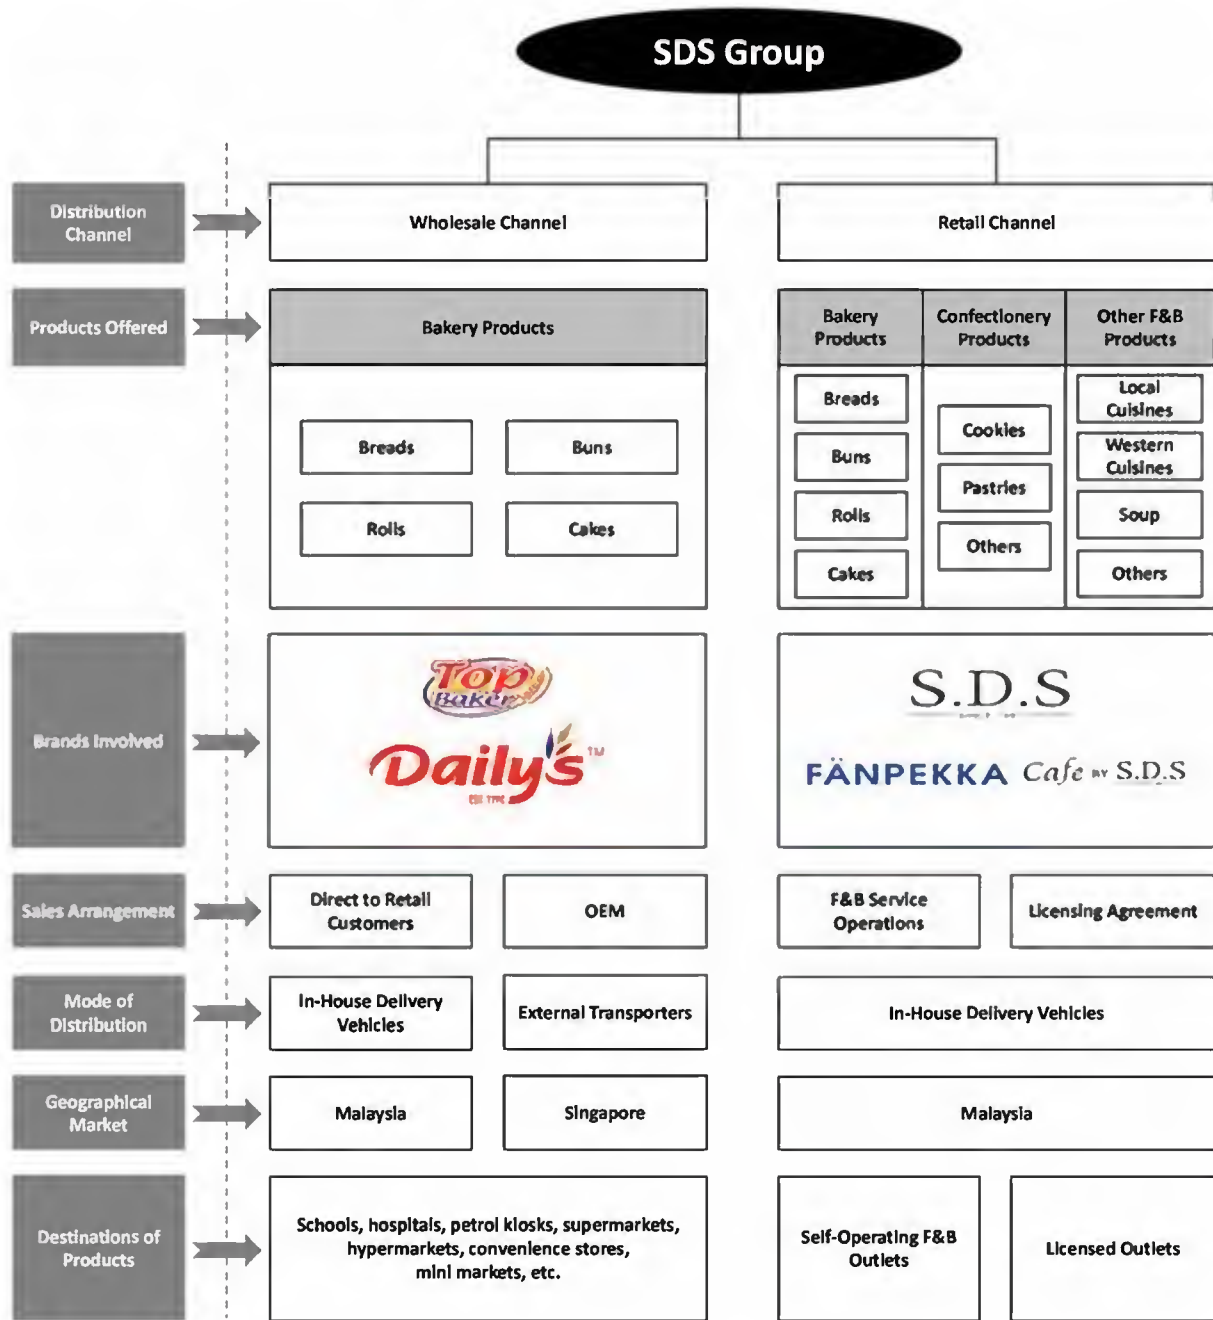 SDS Group
Distribution
Channel
Wholesale Channel
Retail Channel
Products Offered
Bakery Products
Bakery
Products
Confectionery
Products
Other F&B
Products
Breads
Buns
Rolls
Cakes
Breads
Buns
Rolls
Cakes
Cookies
Pastries
Others
Local
Cuisines
Western
Cuisines
Soup
Others
Brands Involved
Top
Baker
Daily's TM
S.D.S
FÄNPEKKA Cafe BY S.D.S
Sales Arrangement
Direct to Retail
Customers
OEM
F&B Service
Operations
Licensing Agreement
Mode of
Distribution
In-House Delivery
Vehicles
External Transporters
In-House Delivery Vehicles
Geographical
Market
Malaysia
Singapore
Malaysia
Destinations of
Products
Schools, hospitals, petrol kiosks, supermarkets,
hypermarkets, convenience stores,
mini markets, etc.
Self-Operating F&B
Outlets
Licensed Outlets